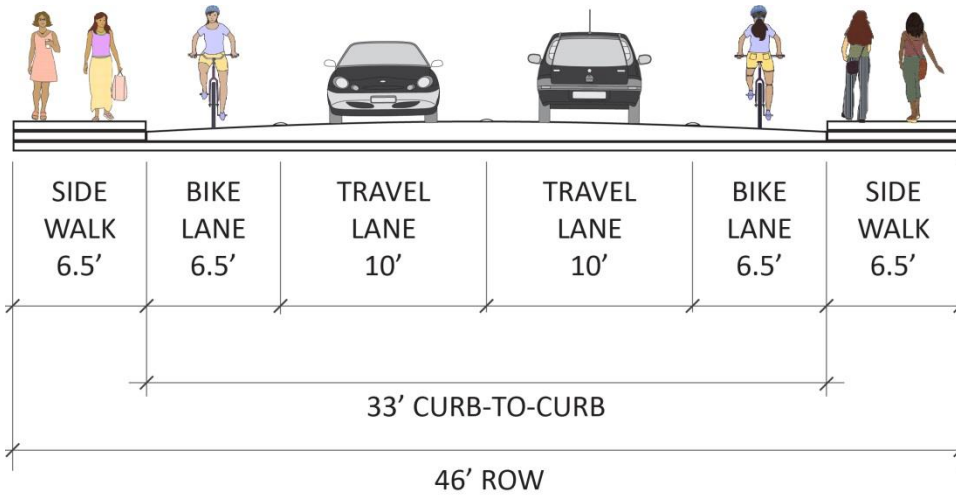 SIDE
WALK
6.5’
BIKE
LANE
6.5’
TRAVEL
LANE
10’
TRAVEL
LANE
10’
BIKE
LANE
6.5’
SIDE
WALK
6.5’
33’ CURB-TO-CURB
46’ ROW